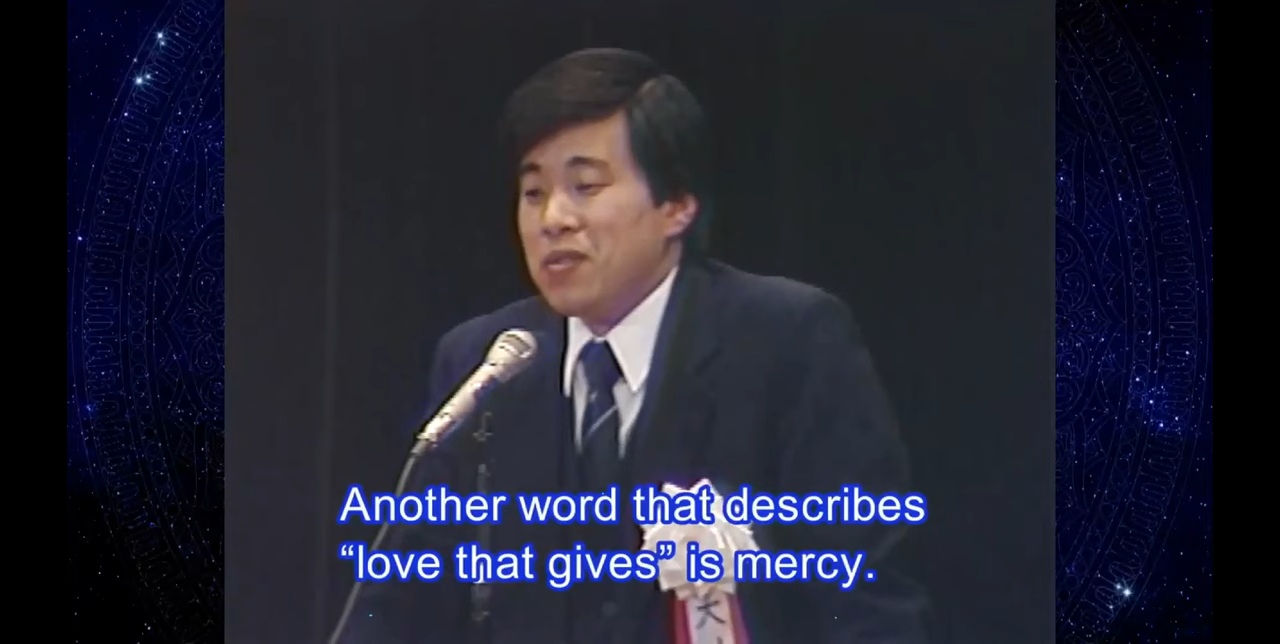 Another word that describes
“love that gives” is mercy.